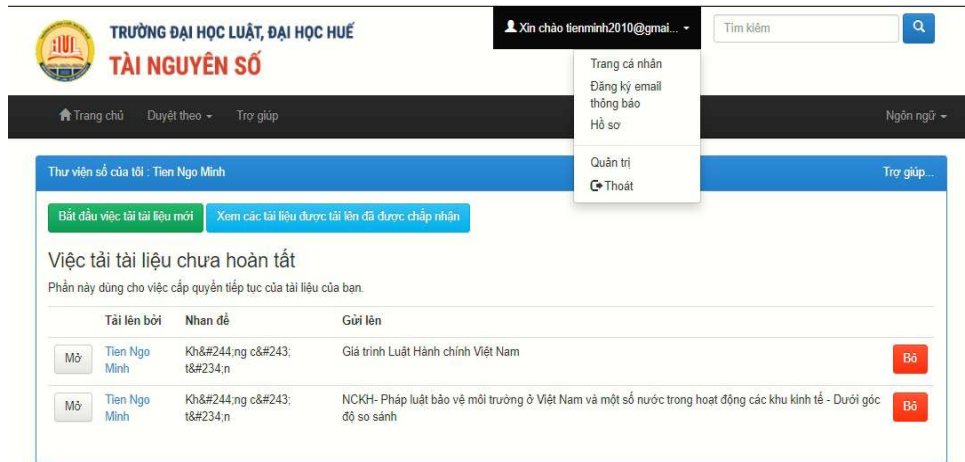 TRƯỜNG ĐẠI HỌC LUẬT, ĐẠI HỌC HUẾ
TÀI NGUYÊN SỐ
Xin chào tienminh2010@gmai...
Tìm kiếm
Trang cá nhân
Đăng ký email
thông báo
Hồ sơ
Quản trị
Thoát
Trang chủ Duyệt theo Trợ giúp Ngôn ngữ
Thư viện số của tôi : Tien Ngo Minh Trợ giúp...
Bắt đầu việc tải tài liệu mới Xem các tài liệu được tải lên đã được chấp nhận
Việc tải tài liệu chưa hoàn tất
Phần này dùng cho việc cấp quyền tiếp tục của tài liệu của bạn.
Tải lên bởi Nhan đề Gửi lên
Mở Tien Ngo Minh Kh&#244;ng c&#243; t&#234;n Giá trình Luật Hành chính Việt Nam Bỏ
Mở Tien Ngo Minh Kh&#244;ng c&#243; t&#234;n NCKH- Pháp luật bảo vệ môi trường ở Việt Nam và một số nước trong hoạt động các khu kinh tế - Dưới góc độ so sánh Bỏ